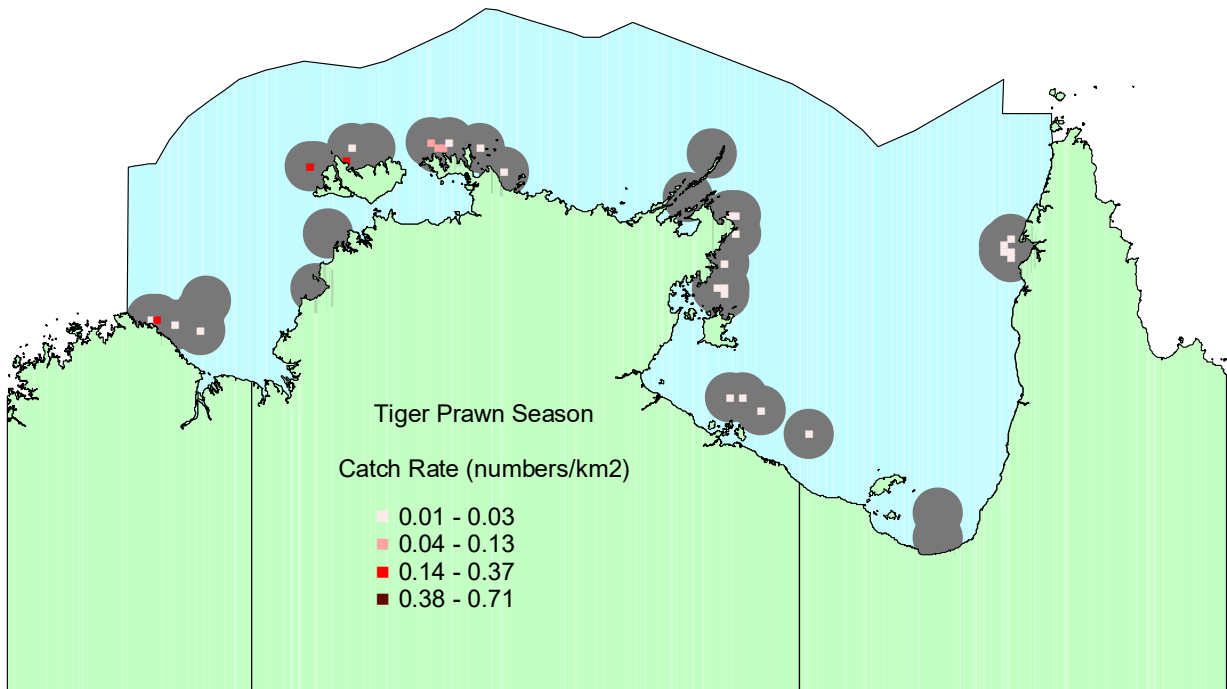 Tiger Prawn Season
Catch Rate (numbers/km2)
0.01 - 0.03
0.04 - 0.13
0.14 - 0.37
0.38 - 0.71